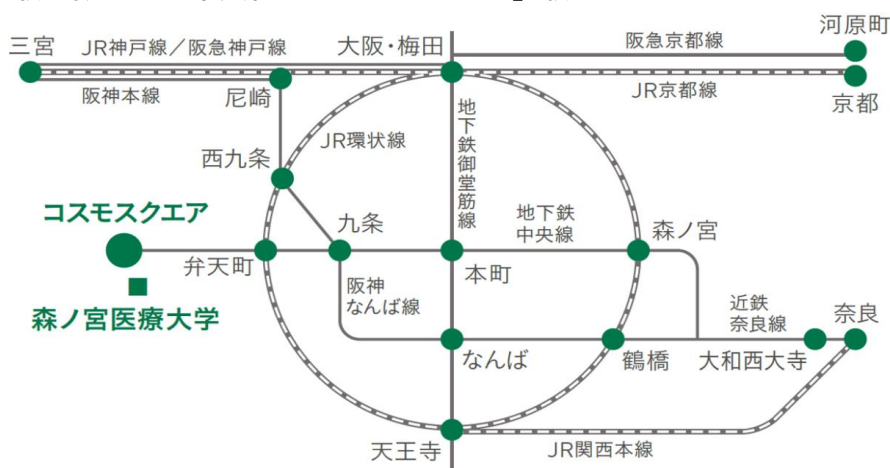 河原町
三宮
JR神戸線／阪急神戸線
大阪・梅田
阪急京都線
阪神本線
尼崎
JR京都線
京都
地下鉄御堂筋線
JR環状線
西九条
コスモスクエア
九条
地下鉄
中央線
森ノ宮
弁天町
本町
阪神
なんば線
森ノ宮医療大学
近鉄
奈良線
奈良
なんば
鶴橋
大和西大寺
天王寺
JR関西本線